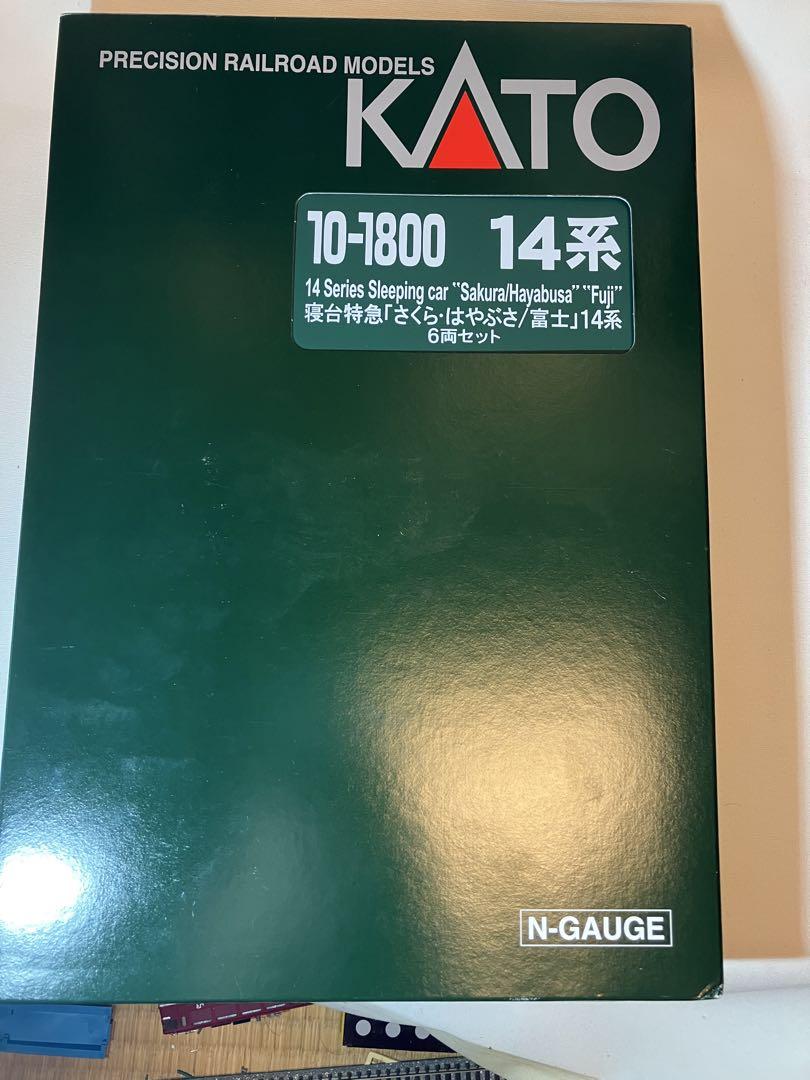 PRECISION RAILROAD MODELS
KATO
10-1800 14系
14 Series Sleeping car "Sakura/Hayabusa" "Fuji"
寝台特急「さくら・はやぶさ/富士」14系
6両セット
N-GAUGE